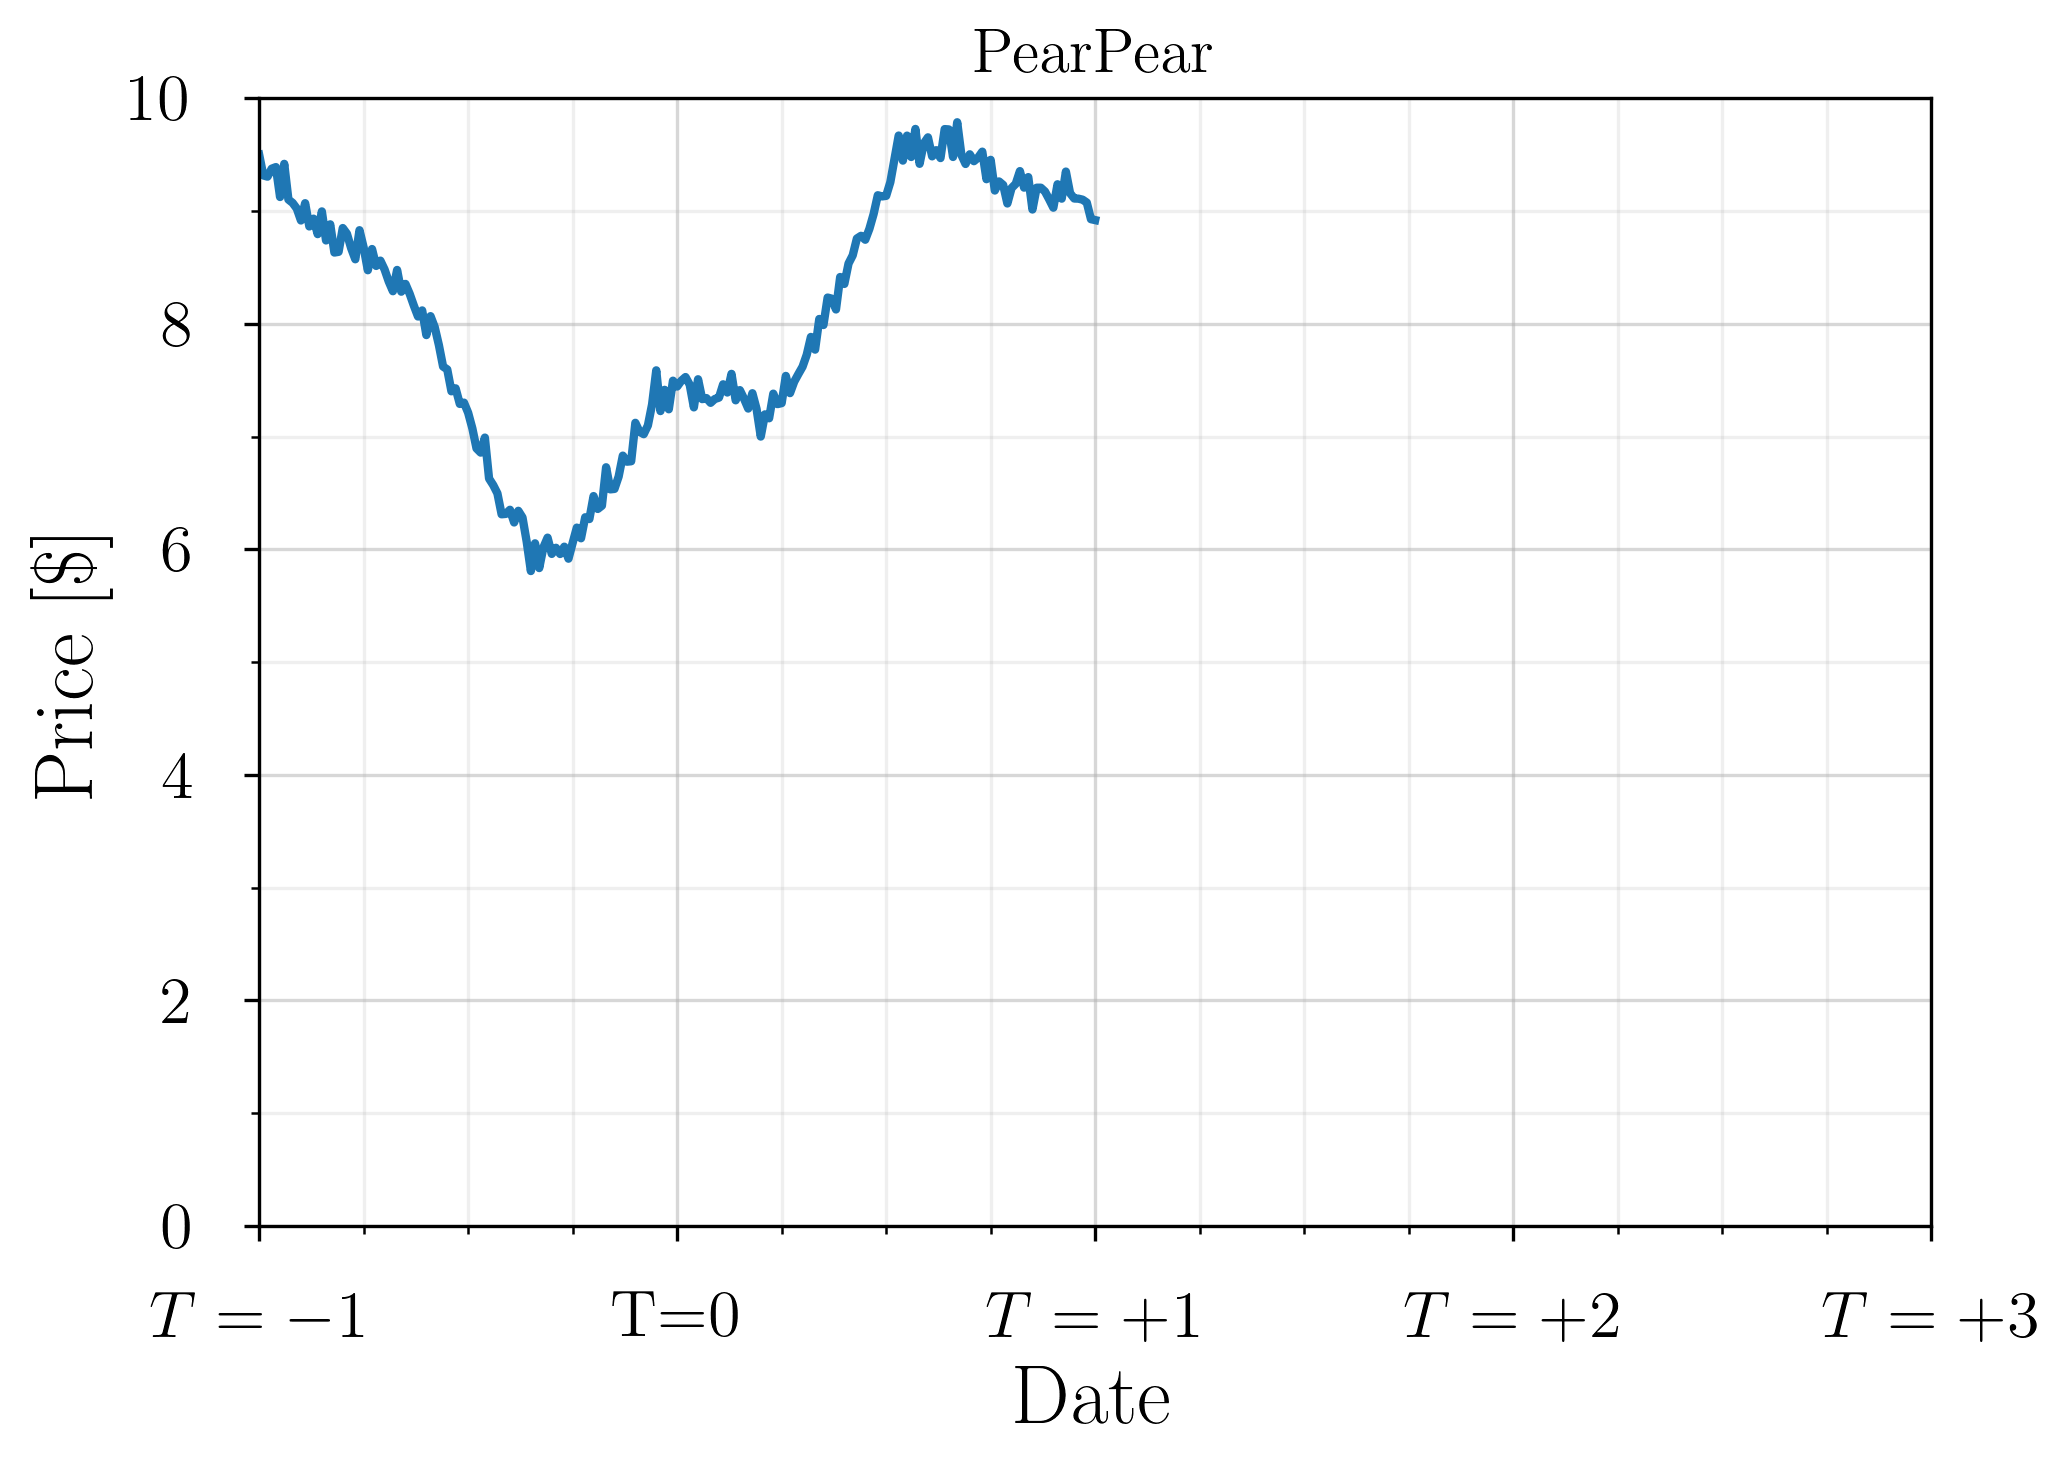 PearPear
10
8
6
4
2
0
Price [$]
T = −1
T=0
T = +1
T = +2
T = +3
Date